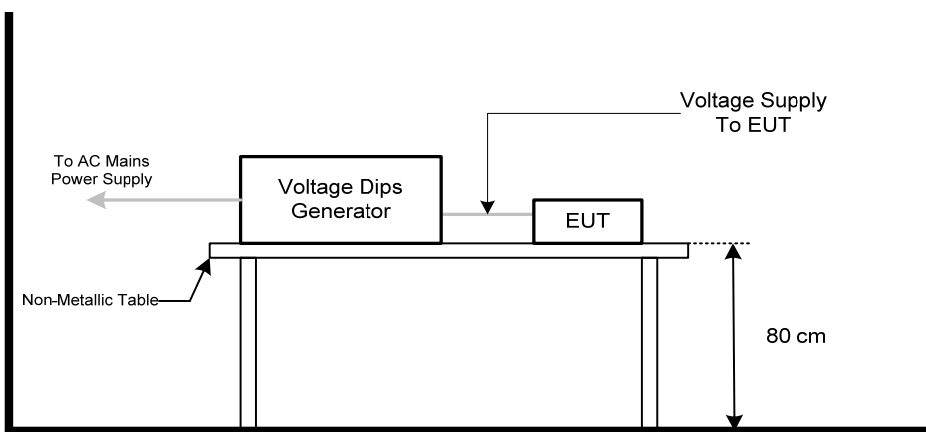 Voltage Supply
To EUT
To AC Mains
Power Supply
Voltage Dips
Generator
EUT
Non-Metallic Table
80 cm